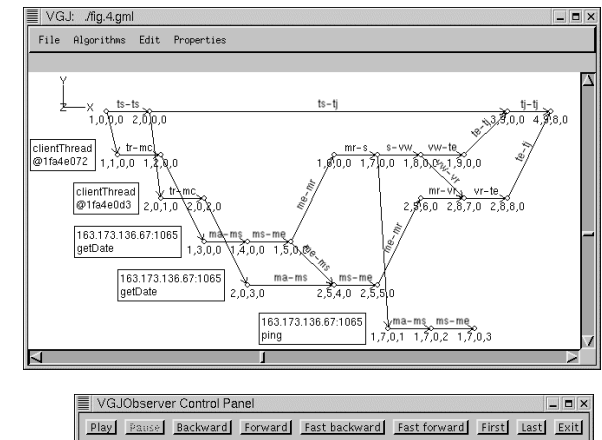 VGJ: ./fig.4.gml
File Algorithms Edit Properties
Y
Z X
ts-ts ts-tj tj-tj
1,0,0,0 2,0,0,0 3,9,0,0 4,9,8,0
te-tj te-tj
clientThread
@1fa4e072
tr-mc mr-s s-vw vw-te
1,1,0,0 1,2,0,0 1,6,0,0 1,7,0,0 1,8,0,0 1,9,0,0
vw-vr
clientThread
@1fa4e0d3
tr-mc me-mr mr-vr vr-te
2,0,1,0 2,0,2,0 2,5,6,0 2,8,7,0 2,8,8,0
163.173.136.67:1065
getDate
ma-ms ms-me me-ms me-mr
1,3,0,0 1,4,0,0 1,5,0,0
163.173.136.67:1065
getDate
ma-ms ms-me
2,0,3,0 2,5,4,0 2,5,5,0
163.173.136.67:1065
ping
ma-ms ms-me
1,7,0,1 1,7,0,2 1,7,0,3
VGJObserver Control Panel
Play Pause Backward Forward Fast backward Fast forward First Last Exit